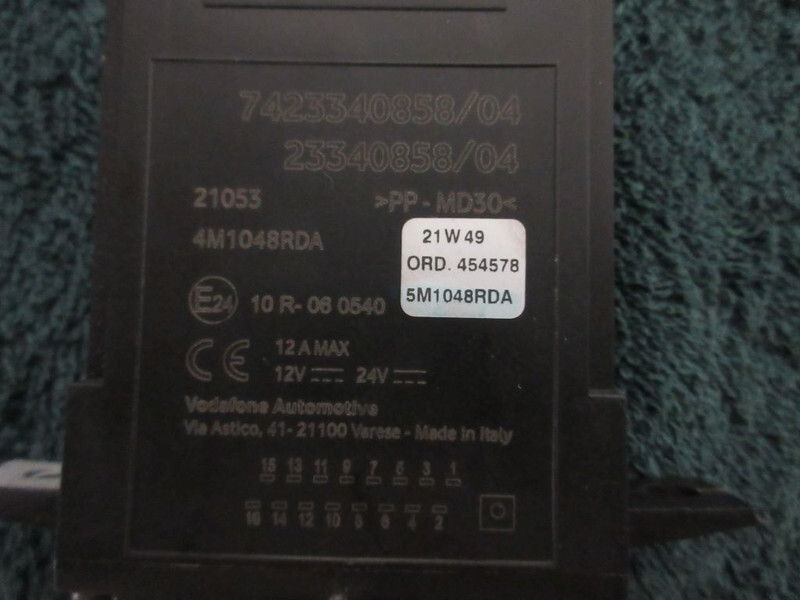 7423340858/04
23340858/04
21053 >PP-MD30<
4M1048RDA
21W49
ORD. 454578
5M1048RDA
E24 10 R-06 0540
CE 12 A MAX
12V 24V
Vodafone Automotive
Via Astico, 41-21100 Varese - Made in Italy
15 13 11 9 7 5 3 1
16 14 12 10 8 6 4 2